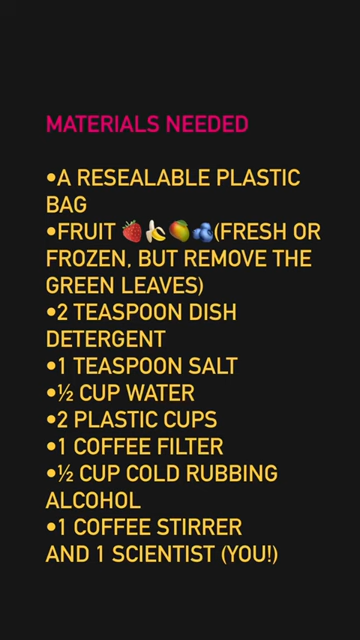 MATERIALS NEEDED
•A RESEALABLE PLASTIC
BAG
•FRUIT 🍓🍌🥭🫐(FRESH OR
FROZEN, BUT REMOVE THE
GREEN LEAVES)
•2 TEASPOON DISH
DETERGENT
•1 TEASPOON SALT
•½ CUP WATER
•2 PLASTIC CUPS
•1 COFFEE FILTER
•½ CUP COLD RUBBING
ALCOHOL
•1 COFFEE STIRRER
AND 1 SCIENTIST (YOU!)